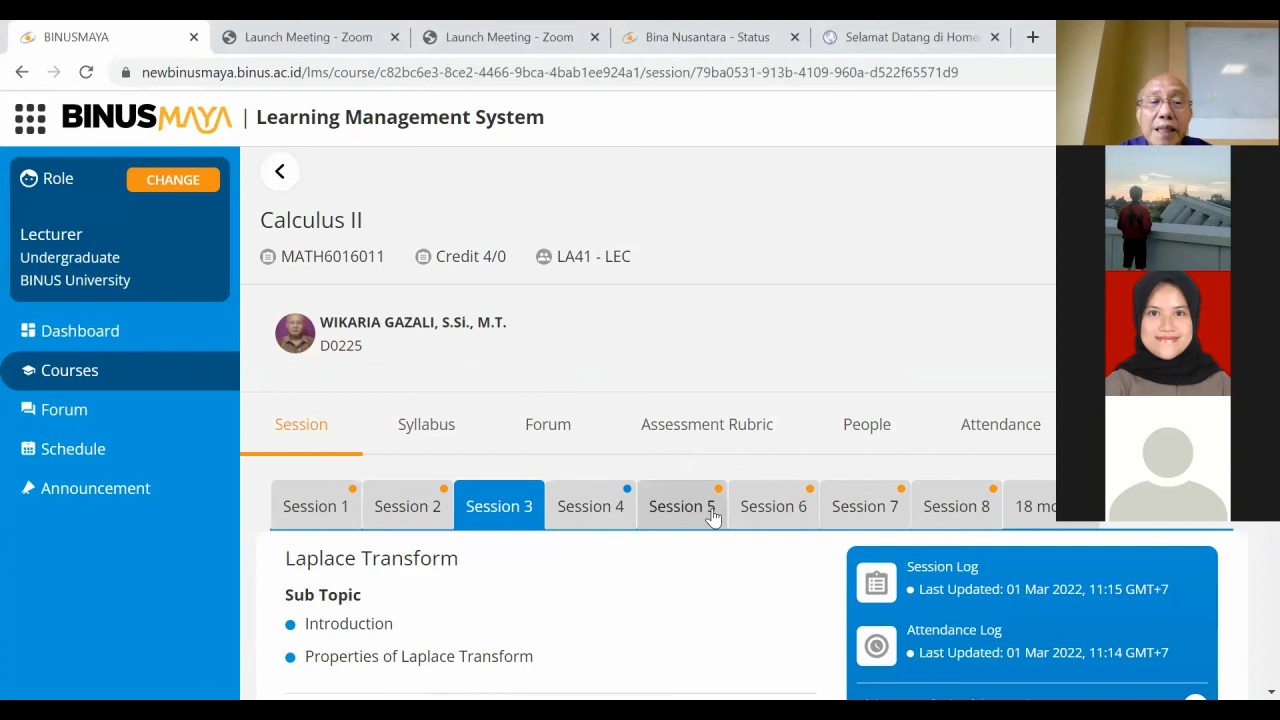 BINUSMAYA
Launch Meeting - Zoom
Launch Meeting - Zoom
Bina Nusantara - Status
Selamat Datang di Home
newbinusmaya.binus.ac.id/lms/course/c82bc6e3-8ce2-4466-9bca-4bab1ee924a1/session/79ba0531-913b-4109-960a-d522f65571d9
BINUSMAYA | Learning Management System
Role
CHANGE
Lecturer
Undergraduate
BINUS University
Dashboard
Courses
Forum
Schedule
Announcement
Calculus II
MATH6016011
Credit 4/0
LA41 - LEC
WIKARIA GAZALI, S.Si., M.T.
D0225
Session
Syllabus
Forum
Assessment Rubric
People
Attendance
Session 1
Session 2
Session 3
Session 4
Session 5
Session 6
Session 7
Session 8
18 mo
Laplace Transform
Sub Topic
Introduction
Properties of Laplace Transform
Session Log
Last Updated: 01 Mar 2022, 11:15 GMT+7
Attendance Log
Last Updated: 01 Mar 2022, 11:14 GMT+7